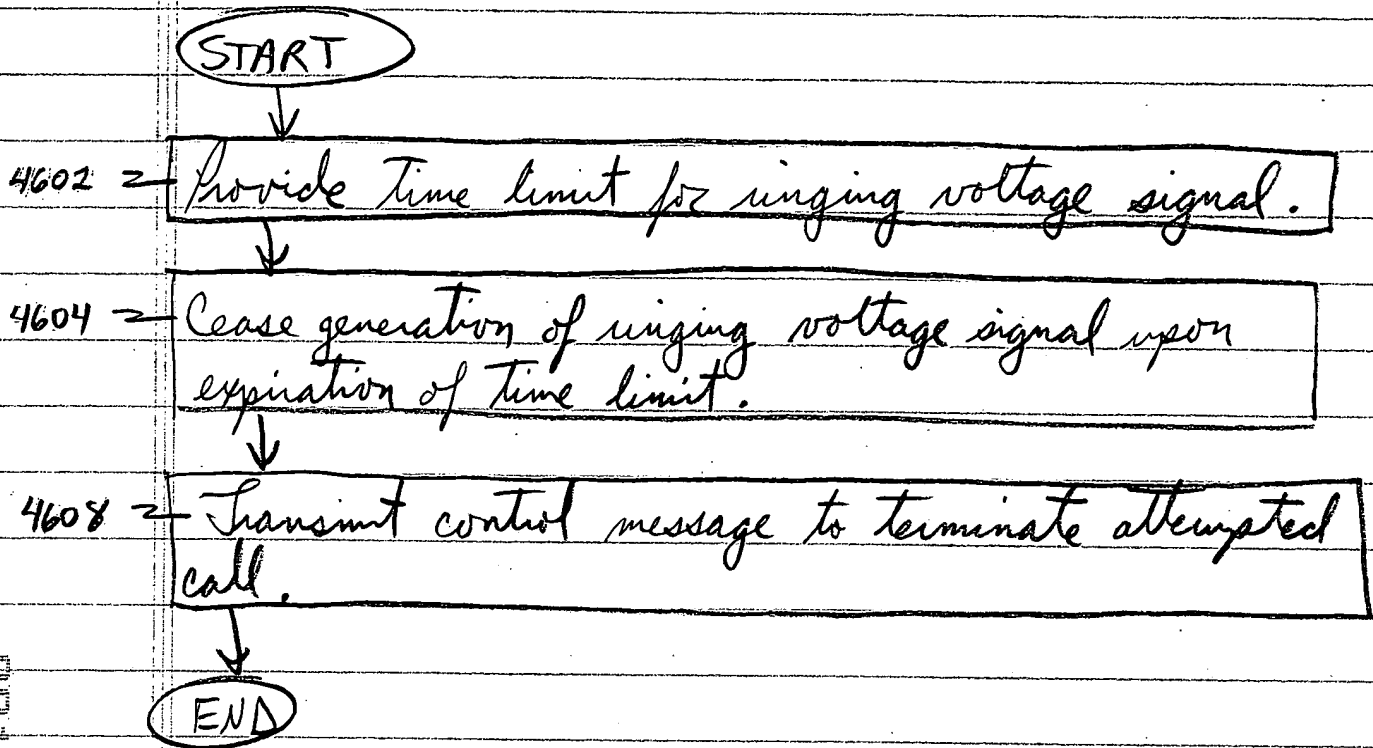 START
4602 Provide time limit for ringing voltage signal.
4604 Cease generation of ringing voltage signal upon
expiration of time limit.
4608 Transmit control message to terminate attempted
call.
END